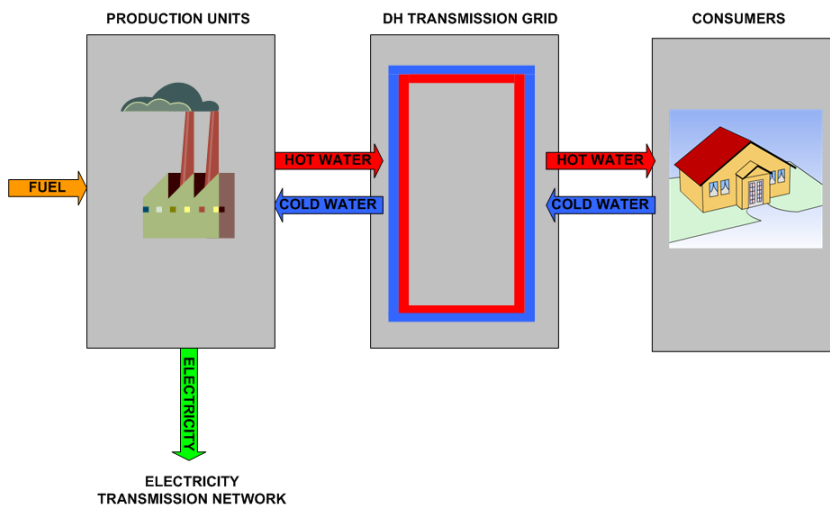 PRODUCTION UNITS
DH TRANSMISSION GRID
CONSUMERS
HOT WATER
HOT WATER
FUEL
COLD WATER
COLD WATER
ELECTRICITY
ELECTRICITY
TRANSMISSION NETWORK